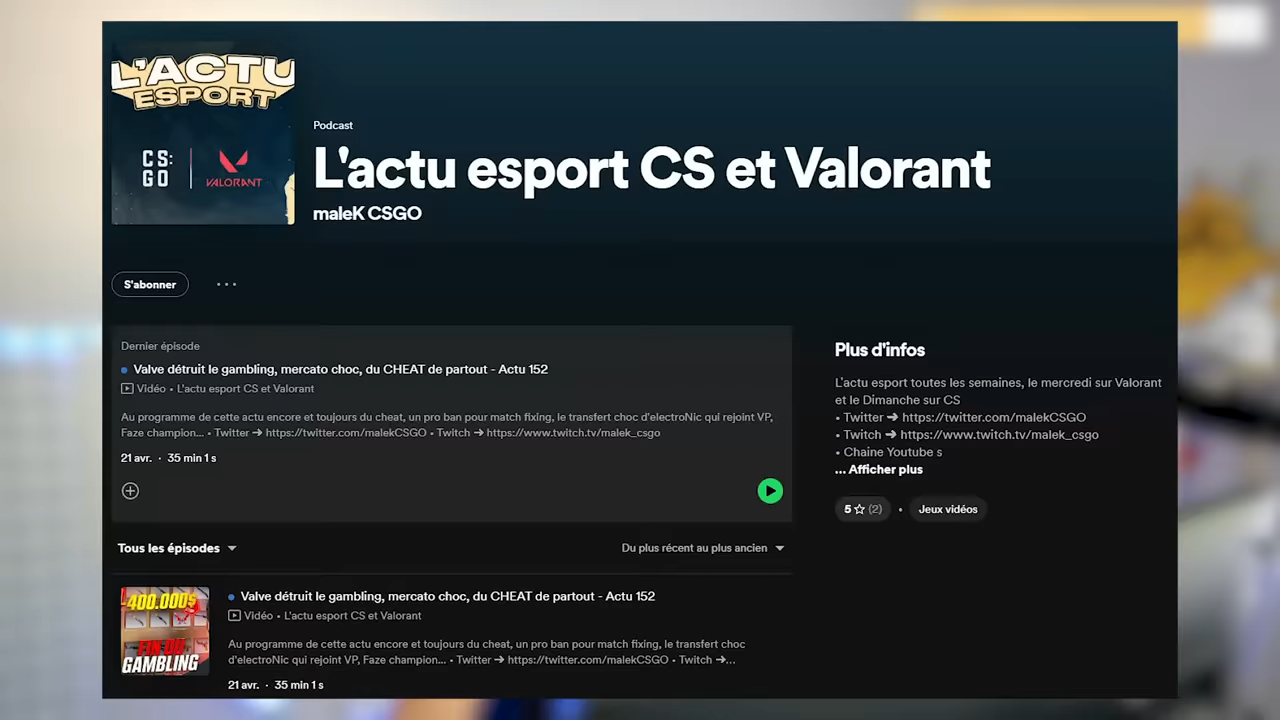 L'ACTU
ESPORT
CS:
GO
VALORANT
Podcast
L'actu esport CS et Valorant
maleK CSGO
S'abonner
Dernier épisode
Valve détruit le gambling, mercato choc, du CHEAT de partout - Actu 152
Vidéo • L'actu esport CS et Valorant
Au programme de cette actu encore et toujours du cheat, un pro ban pour match fixing, le transfert choc d'electroNic qui rejoint VP,
Faze champion... • Twitter ➔ https://twitter.com/malekCSGO • Twitch ➔ https://www.twitch.tv/malek_csgo
21 avr. · 35 min 1 s
Plus d'infos
L'actu esport toutes les semaines, le mercredi sur Valorant
et le Dimanche sur CS
• Twitter ➔ https://twitter.com/malekCSGO
• Twitch ➔ https://www.twitch.tv/malek_csgo
• Chaine Youtube s
... Afficher plus
5 ☆ (2) • Jeux vidéos
Tous les épisodes
Du plus récent au plus ancien
400.000$
FIN DU
GAMBLING
Valve détruit le gambling, mercato choc, du CHEAT de partout - Actu 152
Vidéo • L'actu esport CS et Valorant
Au programme de cette actu encore et toujours du cheat, un pro ban pour match fixing, le transfert choc
d'electroNic qui rejoint VP, Faze champion... • Twitter ➔ https://twitter.com/malekCSGO • Twitch ➔...
21 avr. · 35 min 1 s